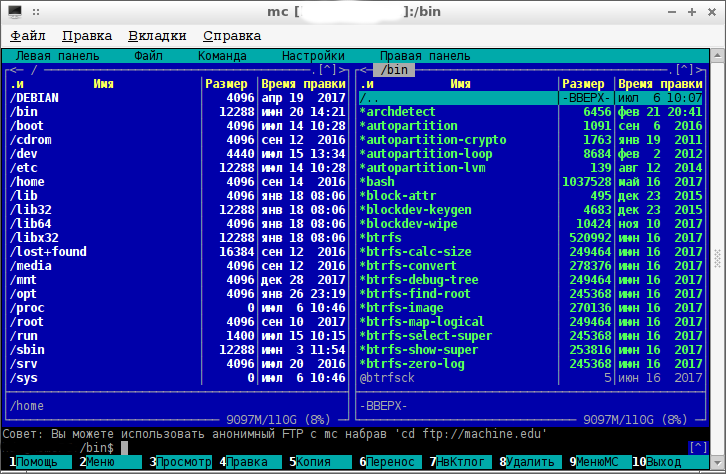 mc [ ]:/bin
Файл Правка Вкладки Справка
Левая панель Файл Команда Настройки Правая панель
<─ / .[^]>
.и Имя Размер Время правки
/DEBIAN 4096 апр 19 2017
/bin 12288 июн 20 14:21
/boot 4096 июл 14 10:28
/cdrom 4096 сен 12 2016
/dev 4440 июл 15 13:34
/etc 12288 июл 14 10:28
/home 4096 сен 14 2016
/lib 4096 янв 18 08:06
/lib32 4096 янв 18 08:06
/lib64 4096 янв 18 08:06
/libx32 4096 янв 18 08:06
/lost+found 16384 сен 12 2016
/media 4096 сен 12 2016
/mnt 4096 дек 28 2017
/opt 4096 янв 26 23:19
/proc 0 июл 6 10:46
/root 4096 сен 10 2017
/run 1400 июл 15 10:15
/sbin 12288 июн 3 11:54
/srv 4096 июл 20 2016
/sys 0 июл 6 10:46
/home
9097M/110G (8%)
<─ /bin .[^]>
.и Имя Размер Время правки
/.. -ВВЕРХ- июл 6 10:07
*archdetect 6456 фев 21 20:41
*autopartition 1091 сен 6 2016
*autopartition-crypto 1763 янв 19 2011
*autopartition-loop 8684 фев 2 2012
*autopartition-lvm 139 авг 12 2014
*bash 1037528 май 16 2017
*block-attr 495 дек 23 2015
*blockdev-keygen 4683 дек 23 2015
*blockdev-wipe 10424 ноя 10 2017
*btrfs 520992 июн 16 2017
*btrfs-calc-size 249464 июн 16 2017
*btrfs-convert 278376 июн 16 2017
*btrfs-debug-tree 249464 июн 16 2017
*btrfs-find-root 245368 июн 16 2017
*btrfs-image 270136 июн 16 2017
*btrfs-map-logical 249464 июн 16 2017
*btrfs-select-super 245368 июн 16 2017
*btrfs-show-super 253816 июн 16 2017
*btrfs-zero-log 245368 июн 16 2017
@btrfsck 5 июн 16 2017
-ВВЕРХ-
9097M/110G (8%)
Совет: Вы можете использовать анонимный FTP с mc набрав 'cd ftp://machine.edu'
/bin$ [^]
1Помощь 2Меню 3Просмотр 4Правка 5Копия 6Перенос 7НвКтлог 8Удалить 9МенюMC 10Выход